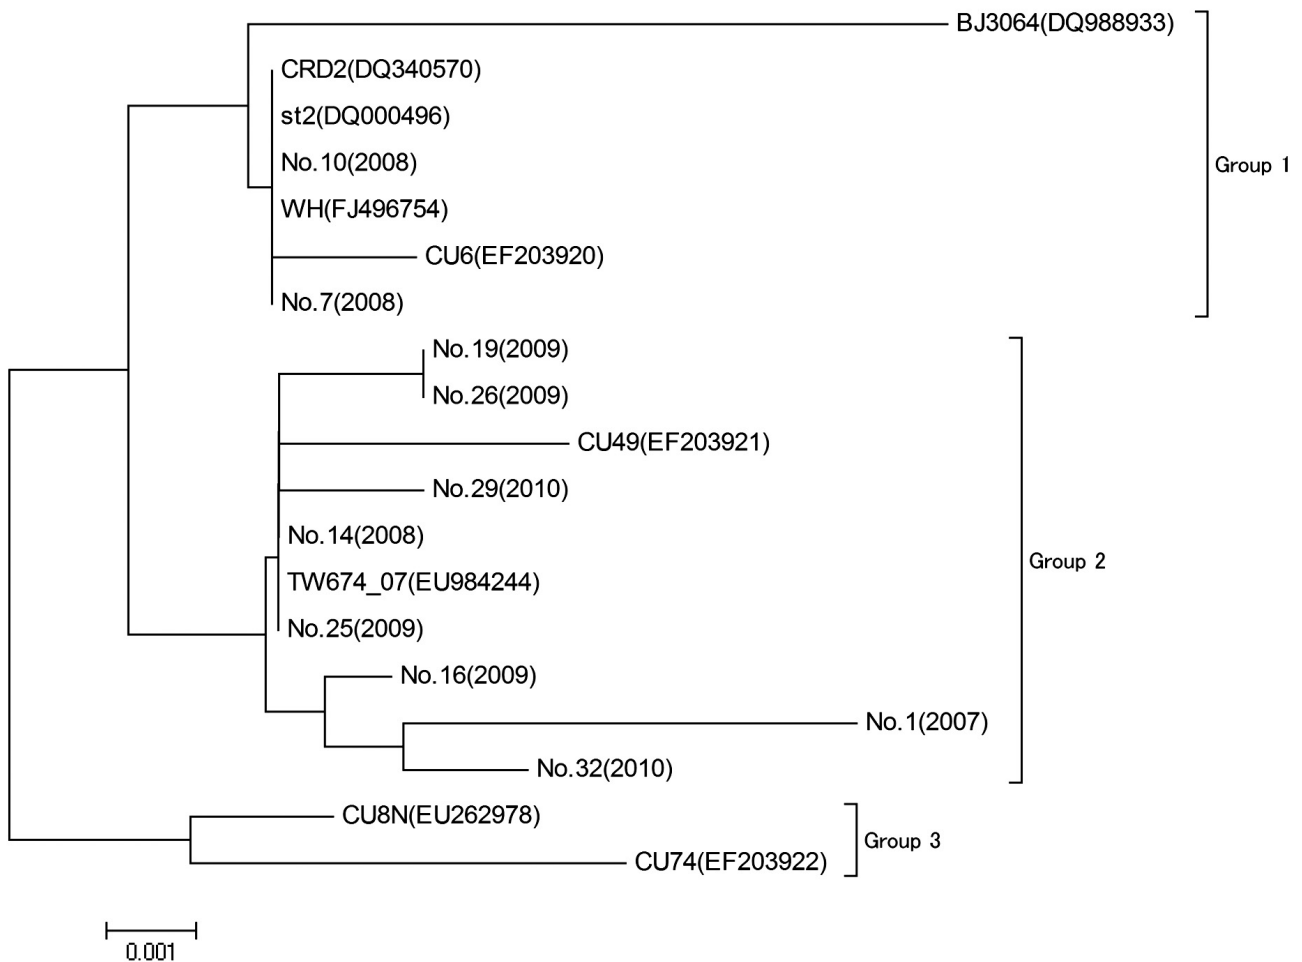 BJ3064(DQ988933)
CRD2(DQ340570)
st2(DQ000496)
No.10(2008)
Group 1
WH(FJ496754)
CU6(EF203920)
No.7(2008)
No.19(2009)
No.26(2009)
CU49(EF203921)
No.29(2010)
No.14(2008)
Group 2
TW674_07(EU984244)
No.25(2009)
No.16(2009)
No.1(2007)
No.32(2010)
CU8N(EU262978)
Group 3
CU74(EF203922)
0.001